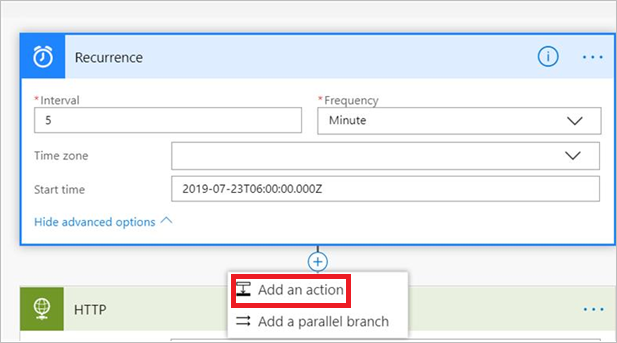 Recurrence
*Interval
*Frequency
5
Minute
Time zone
Start time
2019-07-23T06:00:00.000Z
Hide advanced options
Add an action
HTTP
Add a parallel branch